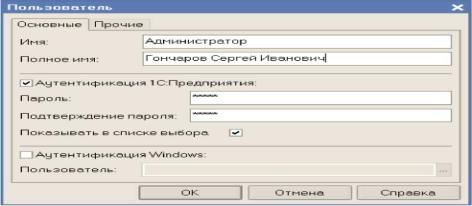 Пользователь
Основные Прочие
Имя: Администратор
Полное имя: Гончаров Сергей Иванович
Аутентификация 1С:Предприятия:
Пароль: *****
Подтверждение пароля: *****
Показывать в списке выбора
Аутентификация Windows:
Пользователь: ...
OK Отмена Справка